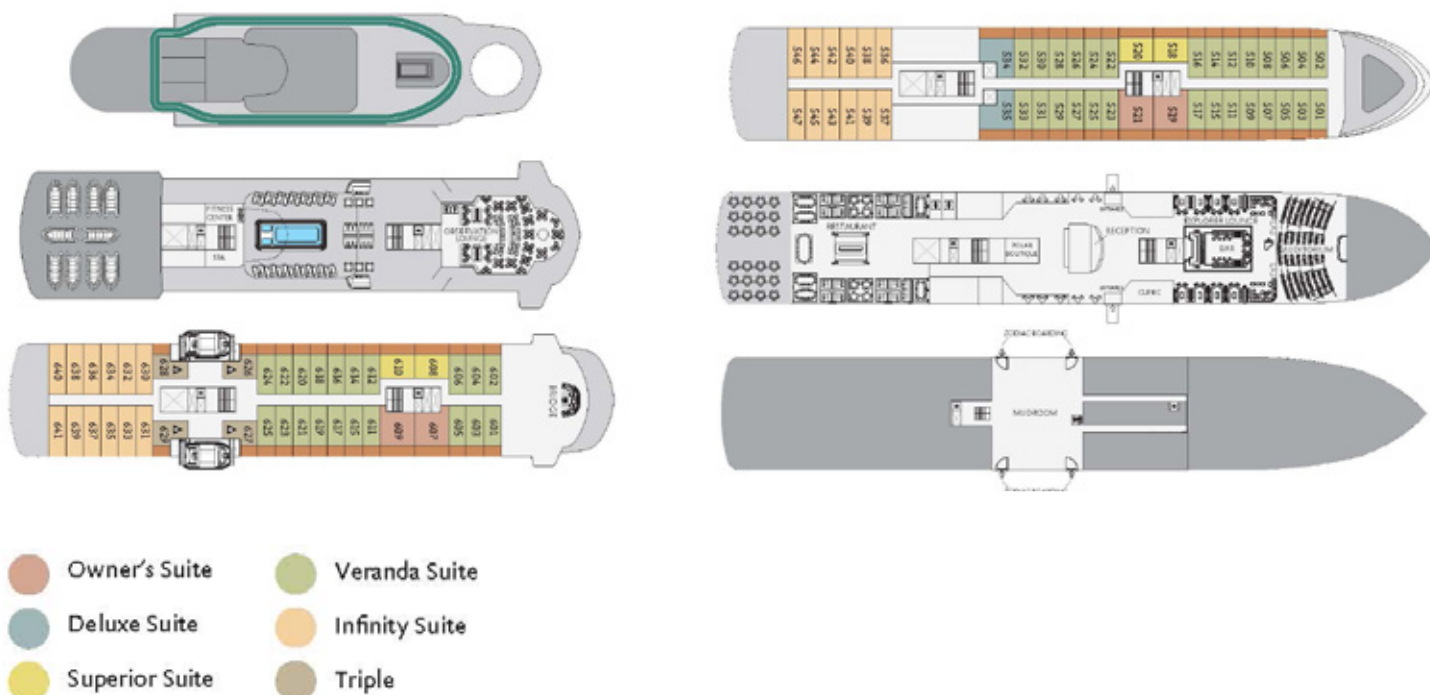 546 544 542 540 538 536 534 532 530 528 526 524 522 520 518 516 514 512 510 508 506 504 502
547 545 543 541 539 537 535 533 531 529 527 525 523 521 519 517 515 511 509 507 505 503 501
FITNESS
CENTER
SPA
OBSERVATION
LOUNGE
RESTAURANT
POLAR
BOUTIQUE
RECEPTION
CLINIC
EXPLORER LOUNGE
BAR
AUDITORIUM
640 638 636 634 632 630 628 626 624 622 620 618 616 614 612 610 608 606 604 602
641 639 637 635 633 631 629 627 625 623 621 619 617 615 611 609 607 605 603 601
BRIDGE
ZODIAC BOARDING
MUDROOM
Owner's Suite
Veranda Suite
Deluxe Suite
Infinity Suite
Superior Suite
Triple